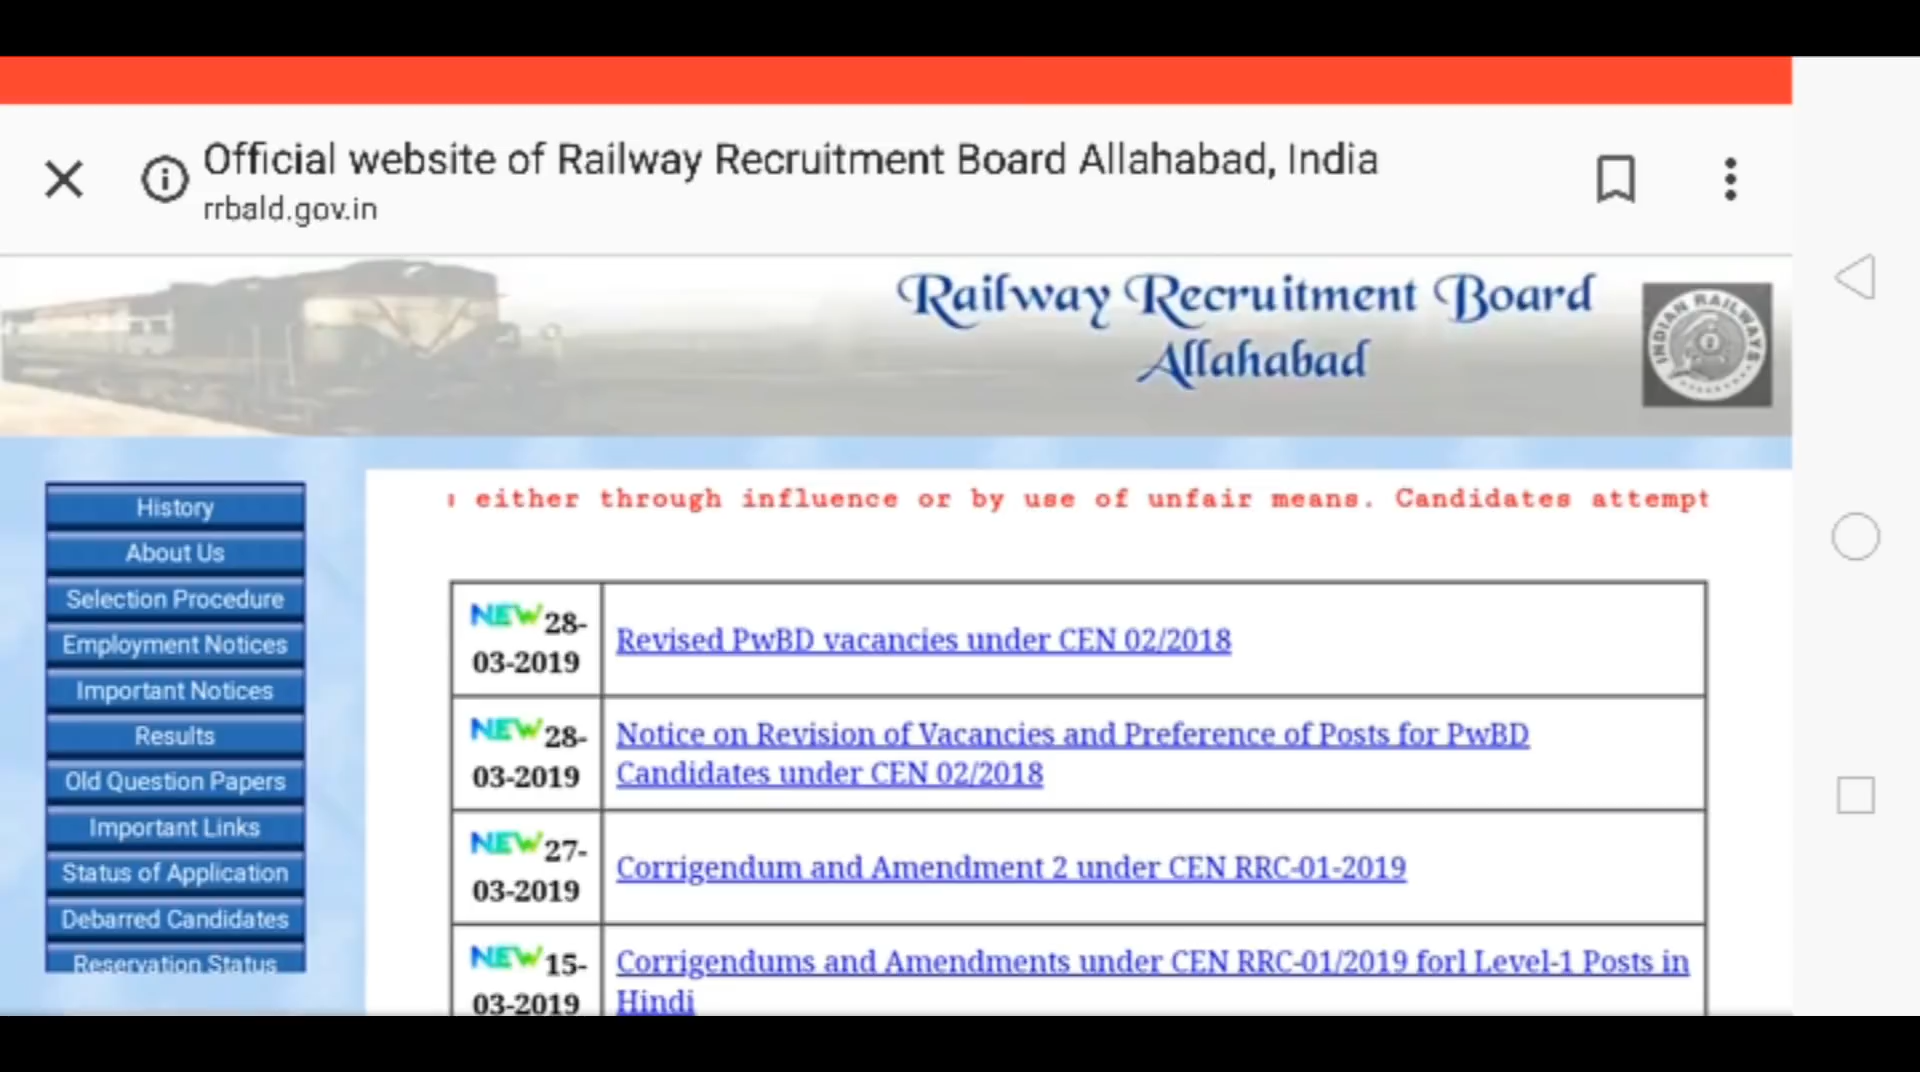 Official website of Railway Recruitment Board Allahabad, India
rrbald.gov.in
Railway Recruitment Board
Allahabad
INDIAN RAILWAYS
History
About Us
Selection Procedure
Employment Notices
Important Notices
Results
Old Question Papers
Important Links
Status of Application
Debarred Candidates
Reservation Status
either through influence or by use of unfair means. Candidates attempt
NEW 28-
03-2019
Revised PwBD vacancies under CEN 02/2018
NEW 28-
03-2019
Notice on Revision of Vacancies and Preference of Posts for PwBD
Candidates under CEN 02/2018
NEW 27-
03-2019
Corrigendum and Amendment 2 under CEN RRC-01-2019
NEW 15-
03-2019
Corrigendums and Amendments under CEN RRC-01/2019 forl Level-1 Posts in
Hindi